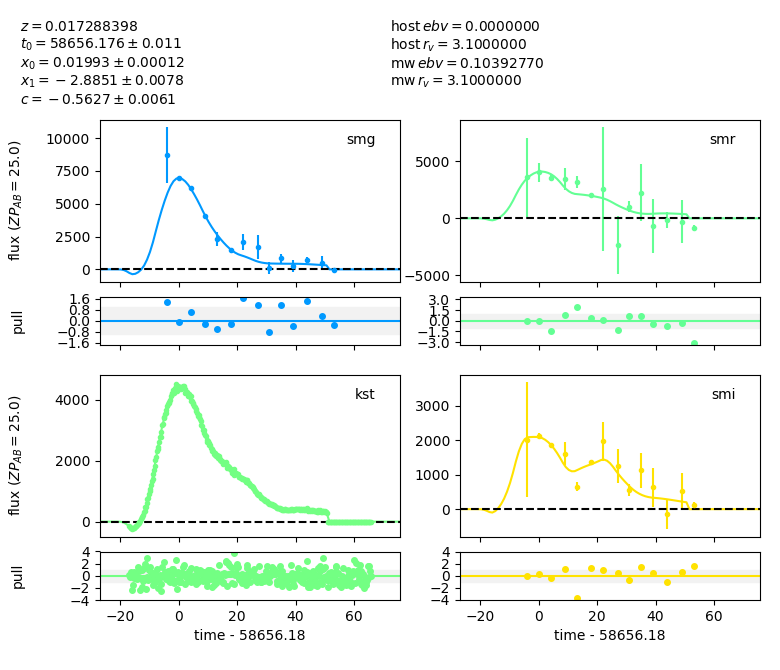 z = 0.017288398
t₀ = 58656.176 ± 0.011
x₀ = 0.01993 ± 0.00012
x₁ = −2.8851 ± 0.0078
c = −0.5627 ± 0.0061
host ebv = 0.0000000
host r_v = 3.1000000
mw ebv = 0.10392770
mw r_v = 3.1000000
flux (ZP_AB = 25.0)
10000
7500
5000
2500
0
smg
5000
0
−5000
smr
pull
1.6
0.8
0.0
−0.8
−1.6
3.0
1.5
0.0
−1.5
−3.0
flux (ZP_AB = 25.0)
4000
2000
0
kst
3000
2000
1000
0
smi
pull
4
2
0
−2
−4
4
2
0
−2
−4
−20 0 20 40 60
−20 0 20 40 60
time - 58656.18
time - 58656.18